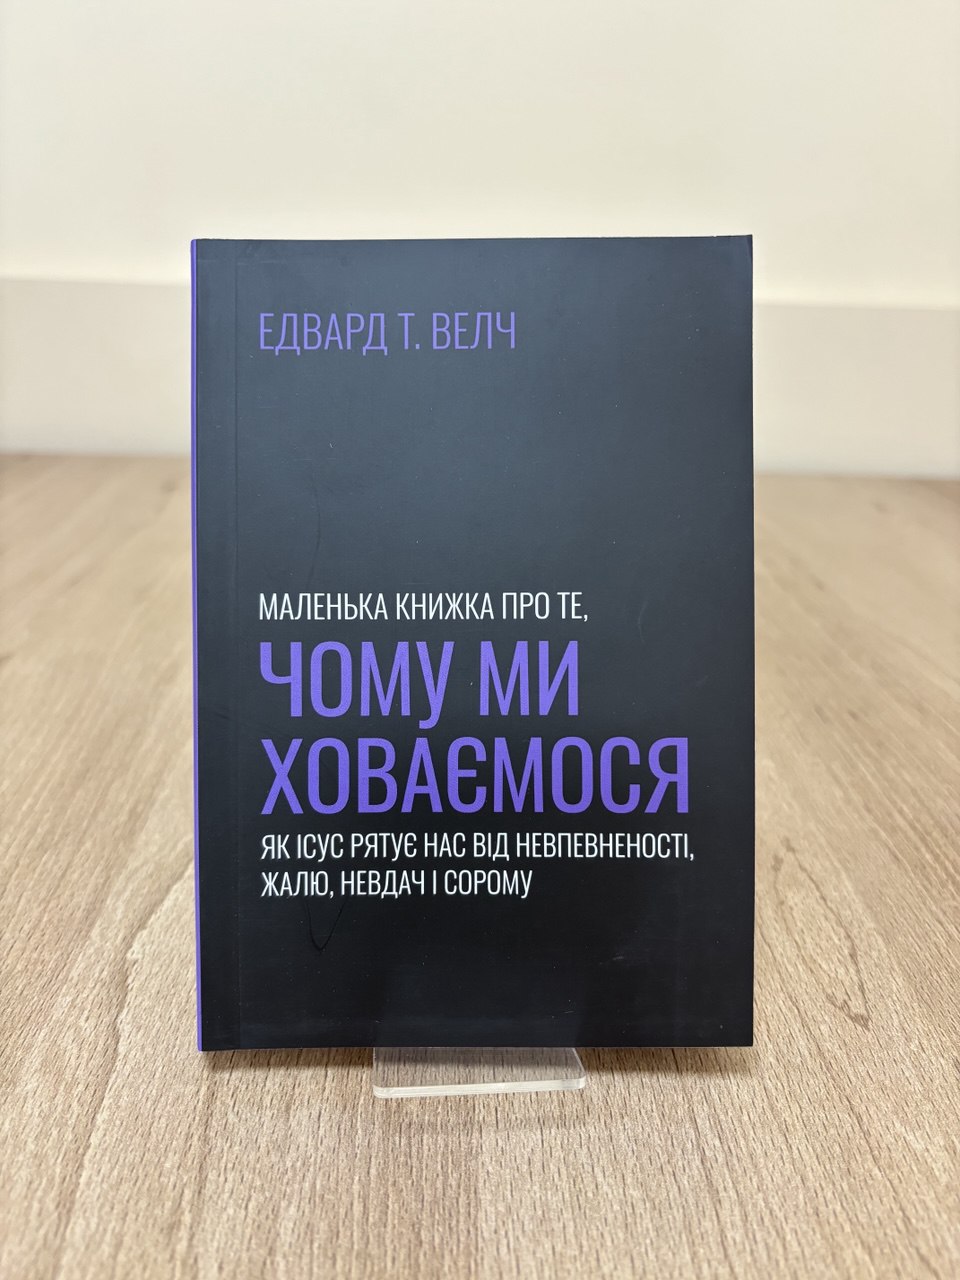 ЕДВАРД Т. ВЕЛЧ
МАЛЕНЬКА КНИЖКА ПРО ТЕ,
ЧОМУ МИ
ХОВАЄМОСЯ
ЯК ІСУС РЯТУЄ НАС ВІД НЕВПЕВНЕНОСТІ,
ЖАЛЮ, НЕВДАЧ І СОРОМУ